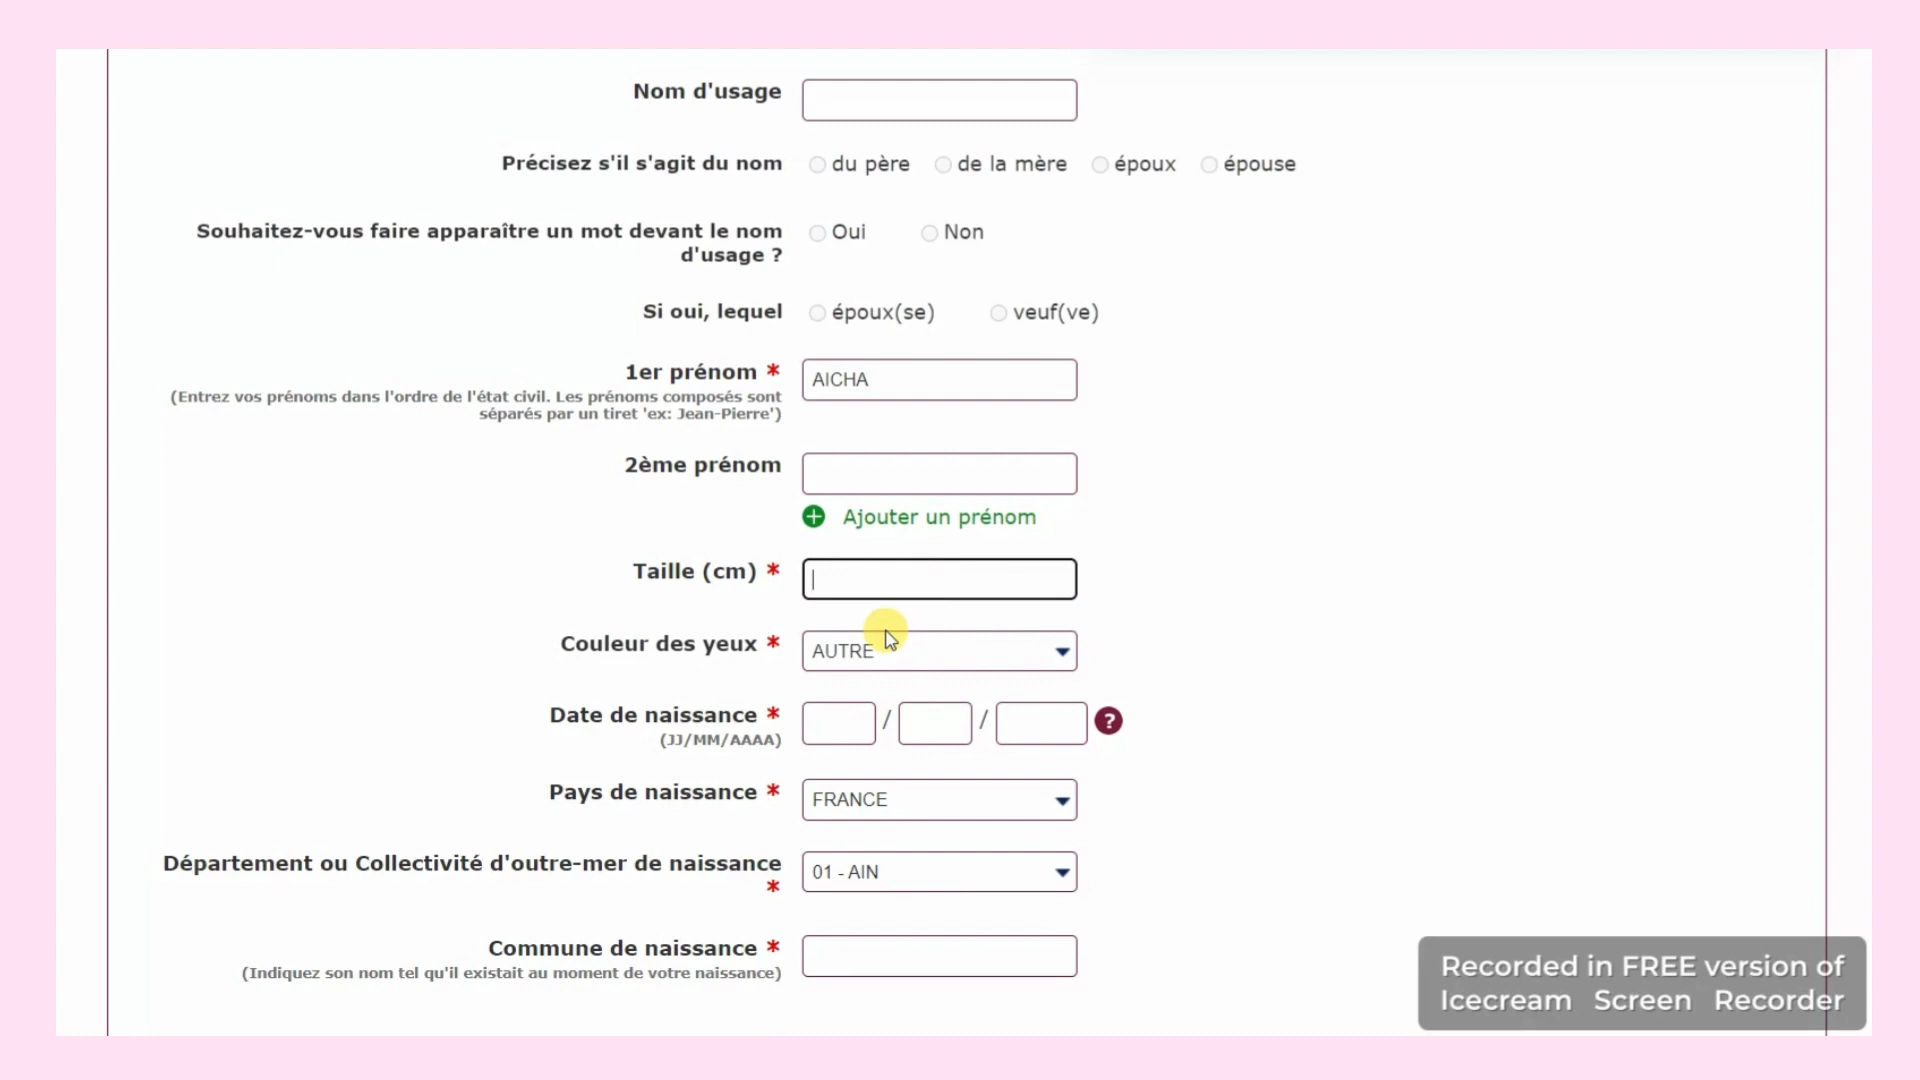 Nom d'usage
Précisez s'il s'agit du nom du père de la mère époux épouse
Souhaitez-vous faire apparaître un mot devant le nom
d'usage ? Oui Non
Si oui, lequel époux(se) veuf(ve)
1er prénom * AICHA
(Entrez vos prénoms dans l'ordre de l'état civil. Les prénoms composés sont
séparés par un tiret 'ex: Jean-Pierre')
2ème prénom
+ Ajouter un prénom
Taille (cm) *
Couleur des yeux * AUTRE
Date de naissance * / / ?
(JJ/MM/AAAA)
Pays de naissance * FRANCE
Département ou Collectivité d'outre-mer de naissance 01 - AIN
*
Commune de naissance *
(Indiquez son nom tel qu'il existait au moment de votre naissance)
Recorded in FREE version of
Icecream Screen Recorder